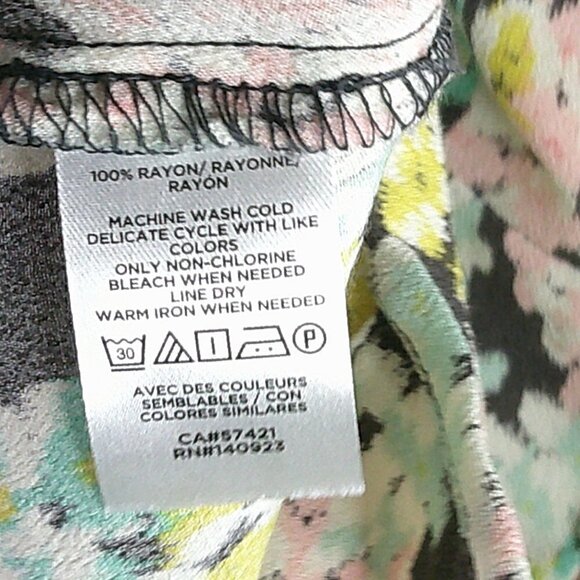 100% RAYON/ RAYONNE/
RAYÓN
MACHINE WASH COLD
DELICATE CYCLE WITH LIKE
COLORS
ONLY NON-CHLORINE
BLEACH WHEN NEEDED
LINE DRY
WARM IRON WHEN NEEDED
30 P
AVEC DES COULEURS
SEMBLABLES / CON
COLORES SIMILARES
CA#57421
RN#140923